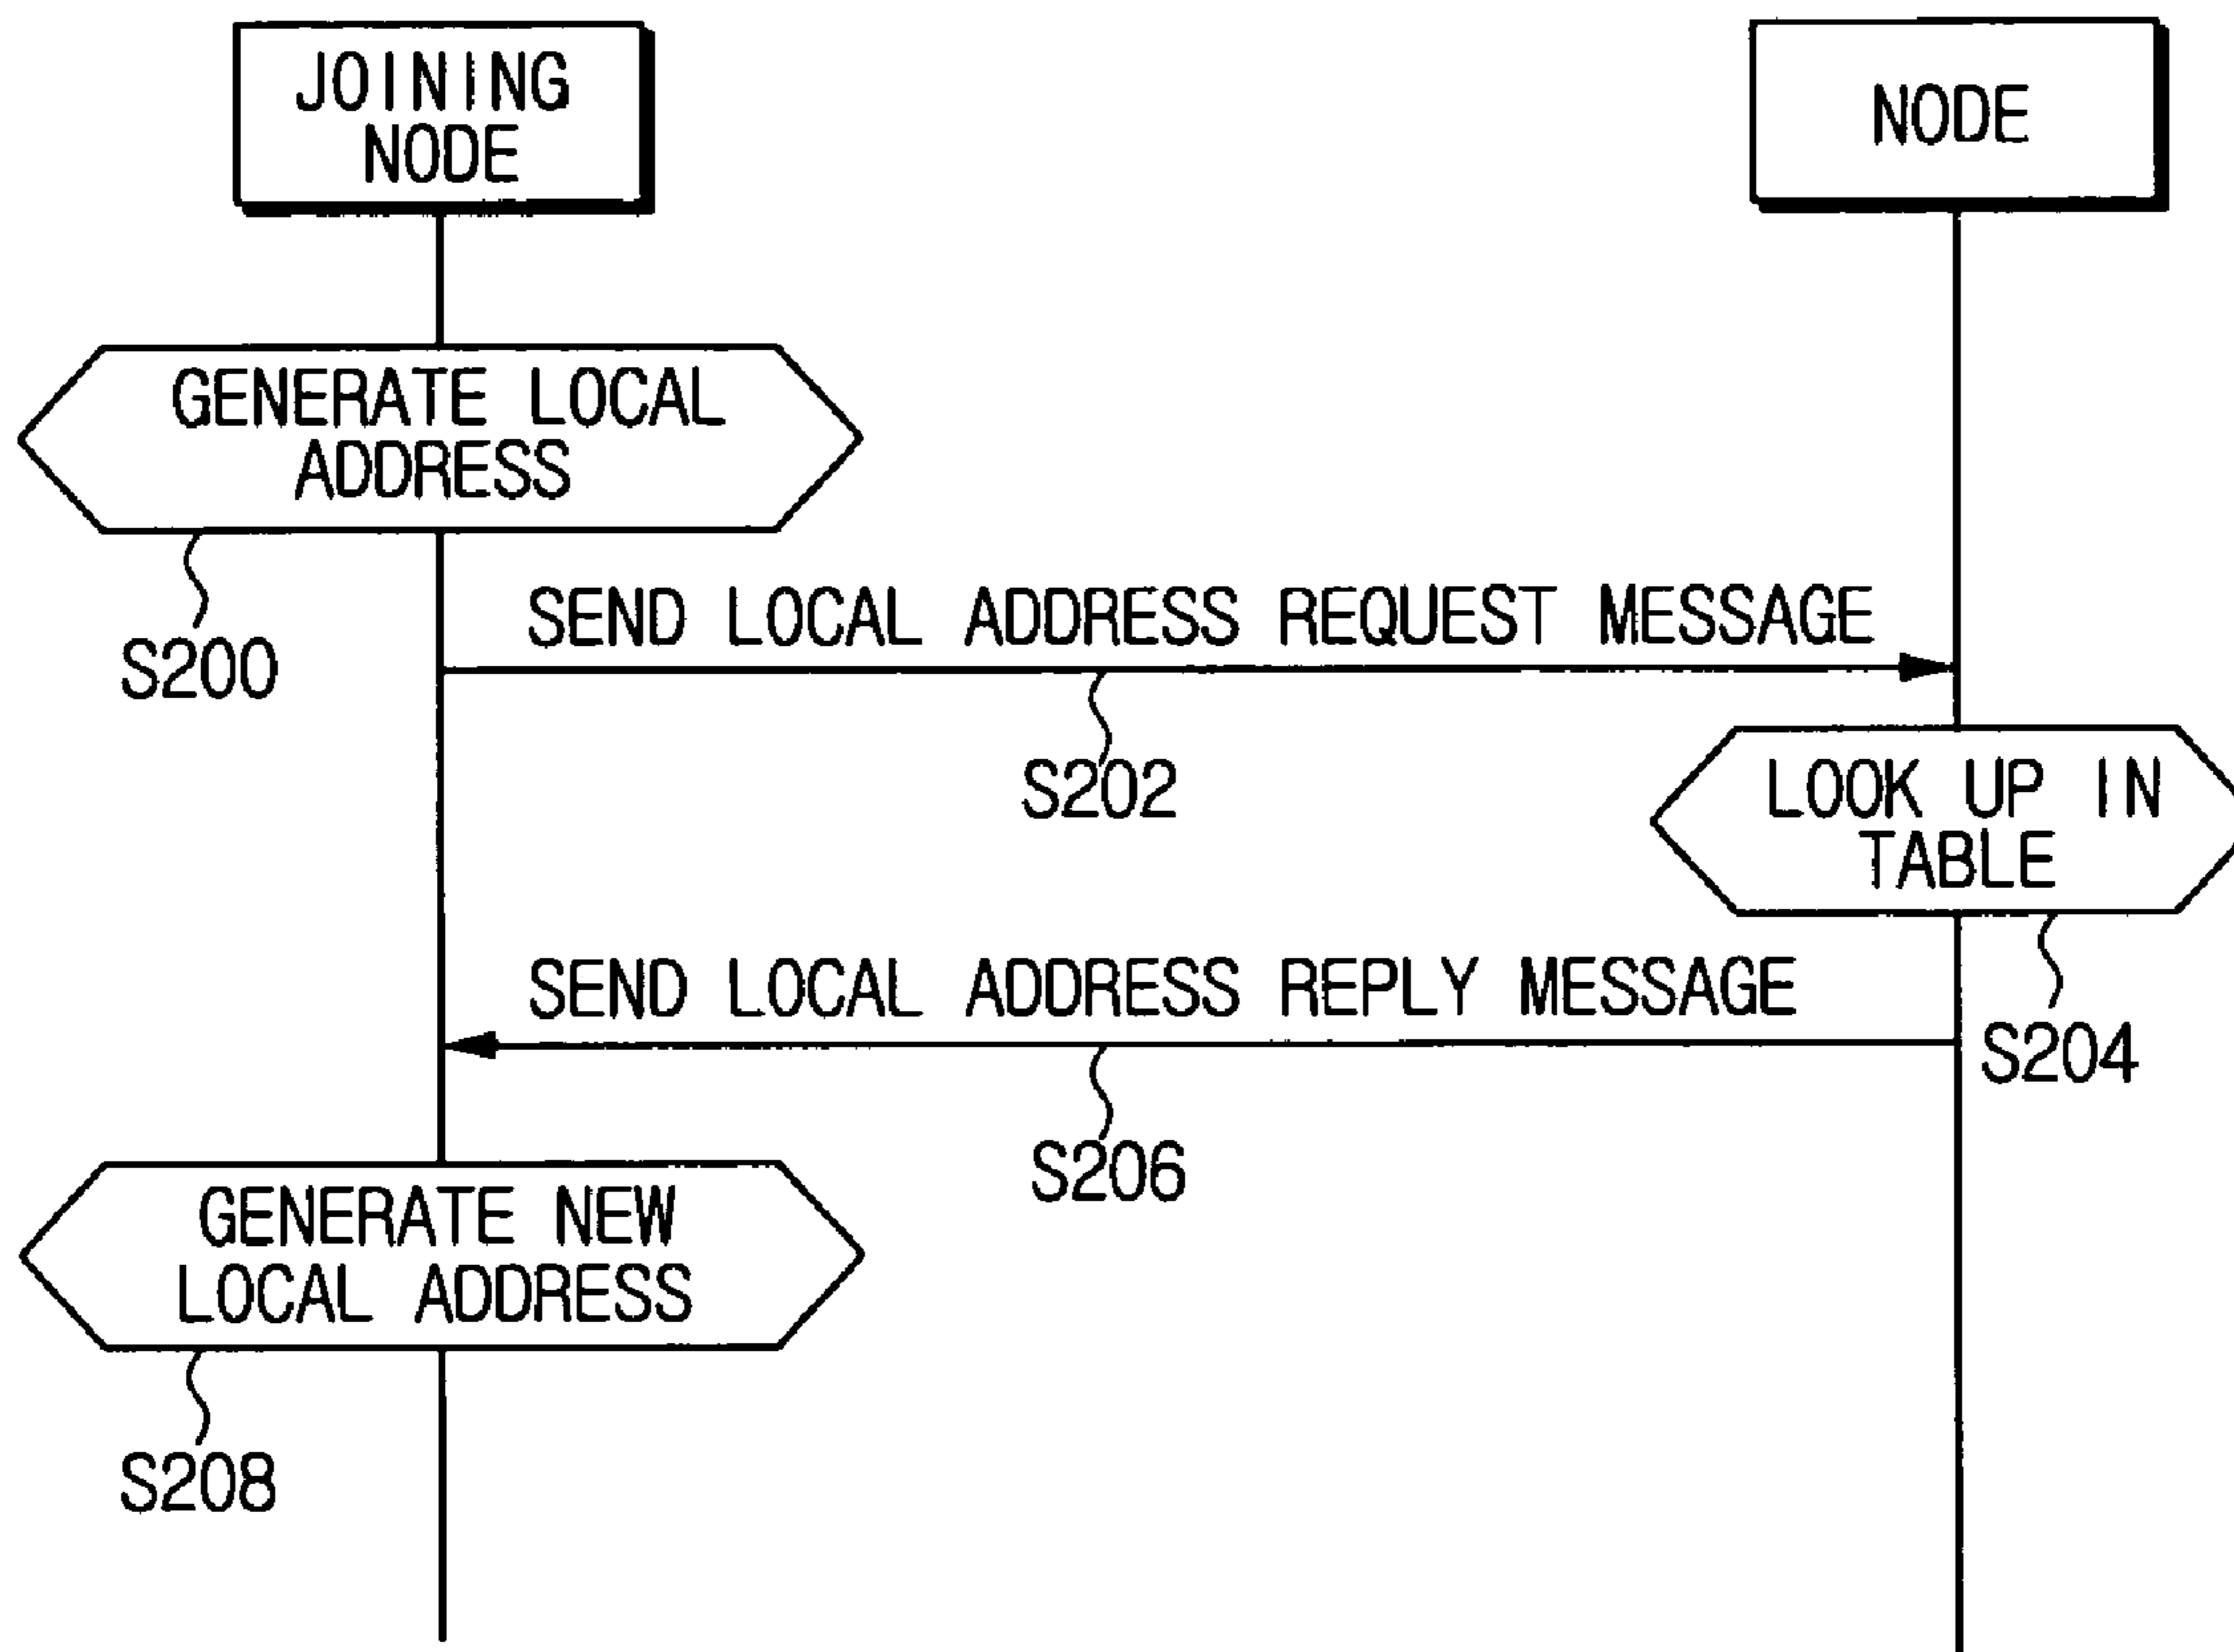 JOINING
NODE
NODE
GENERATE LOCAL
ADDRESS
S200
SEND LOCAL ADDRESS REQUEST MESSAGE
S202
LOOK UP IN
TABLE
S204
SEND LOCAL ADDRESS REPLY MESSAGE
S206
GENERATE NEW
LOCAL ADDRESS
S208